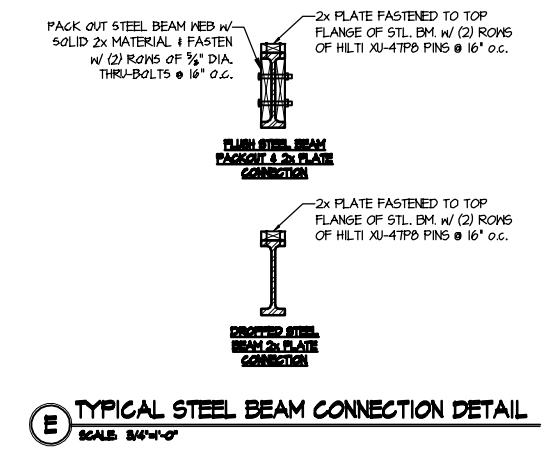 PACK OUT STEEL BEAM WEB W/
SOLID 2x MATERIAL & FASTEN
W/ (2) ROWS OF 5/8" DIA.
THRU-BOLTS @ 16" O.C.
2x PLATE FASTENED TO TOP
FLANGE OF STL. BM. W/ (2) ROWS
OF HILTI XU-47P8 PINS @ 16" O.C.
FLUSH STEEL BEAM
PACKOUT & 2x PLATE
CONNECTION
2x PLATE FASTENED TO TOP
FLANGE OF STL. BM. W/ (2) ROWS
OF HILTI XU-47P8 PINS @ 16" O.C.
DROPPED STEEL
BEAM 2x PLATE
CONNECTION
E
TYPICAL STEEL BEAM CONNECTION DETAIL
SCALE: 3/4"=1'-0"